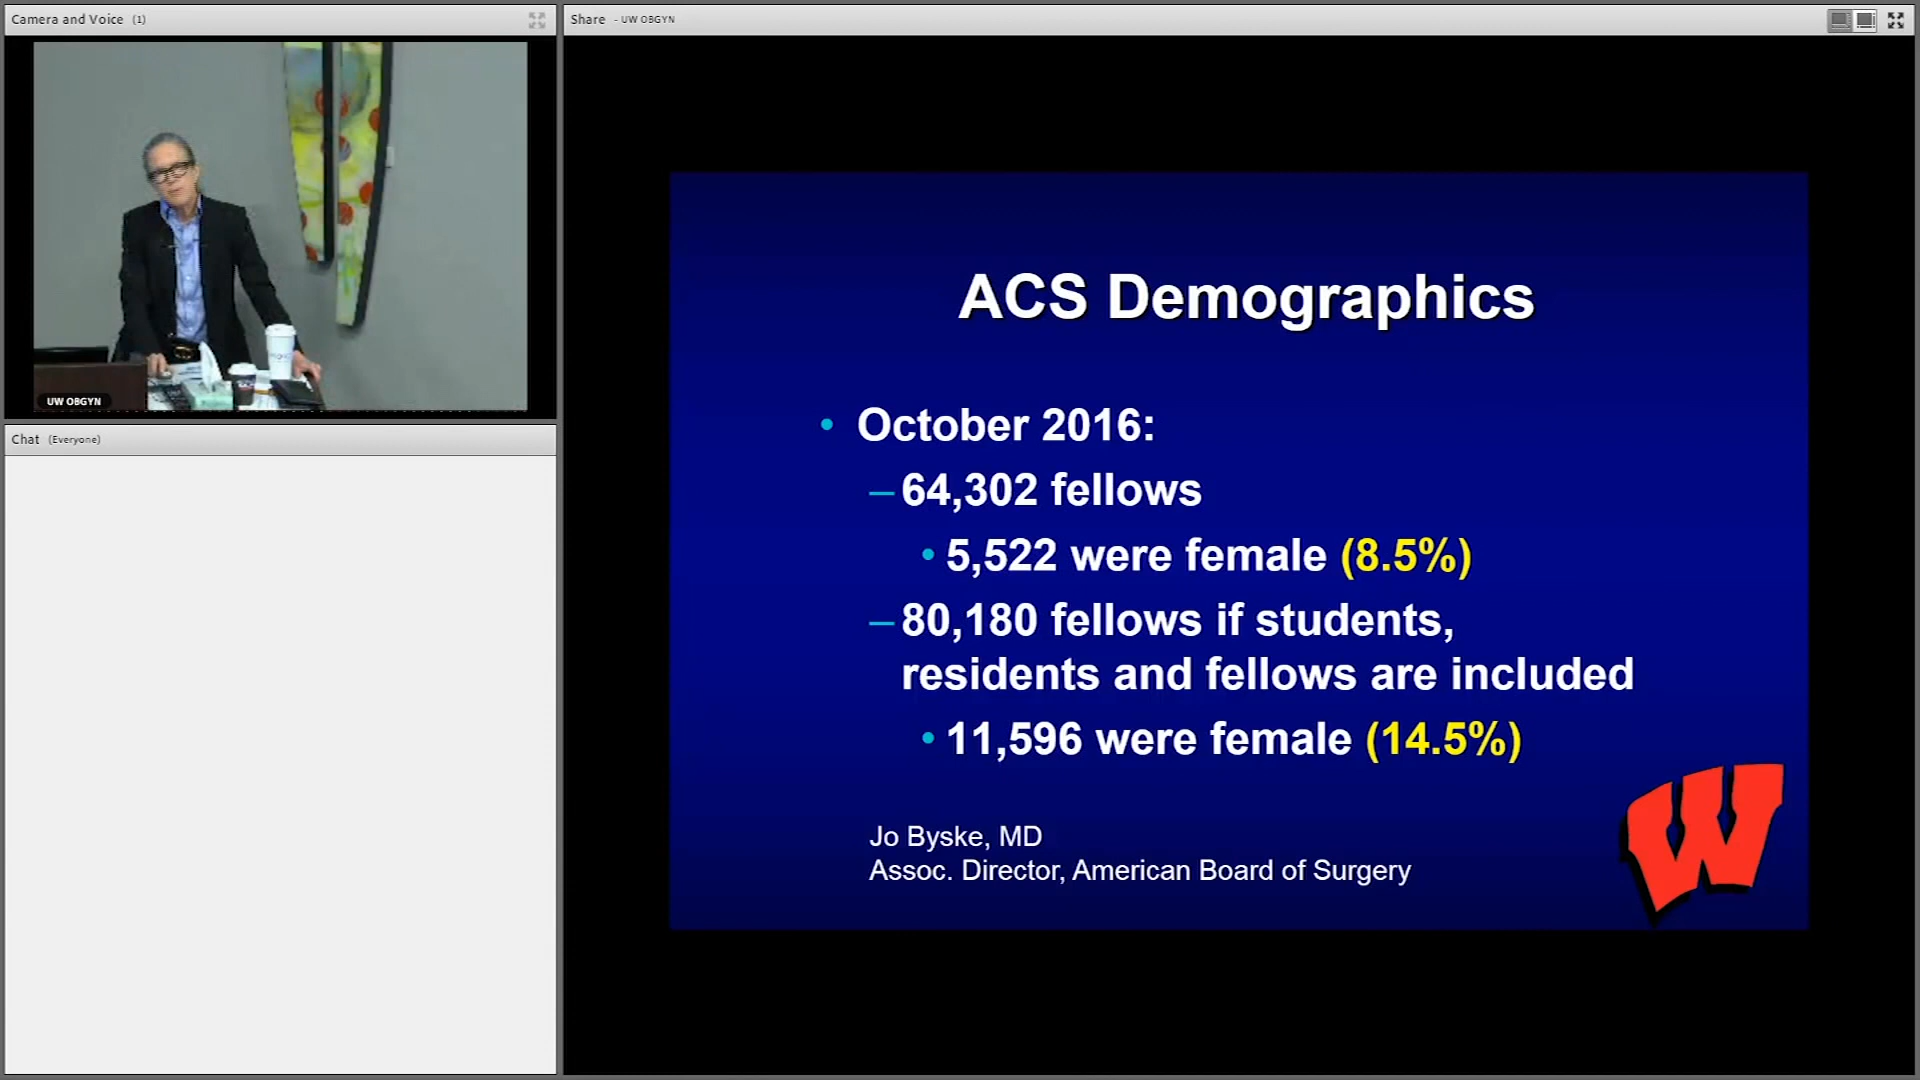 Camera and Voice (1)
UW OBGYN
Chat (Everyone)
Share - UW OBGYN
ACS Demographics
• October 2016:
– 64,302 fellows
• 5,522 were female (8.5%)
– 80,180 fellows if students,
residents and fellows are included
• 11,596 were female (14.5%)
Jo Byske, MD
Assoc. Director, American Board of Surgery
W